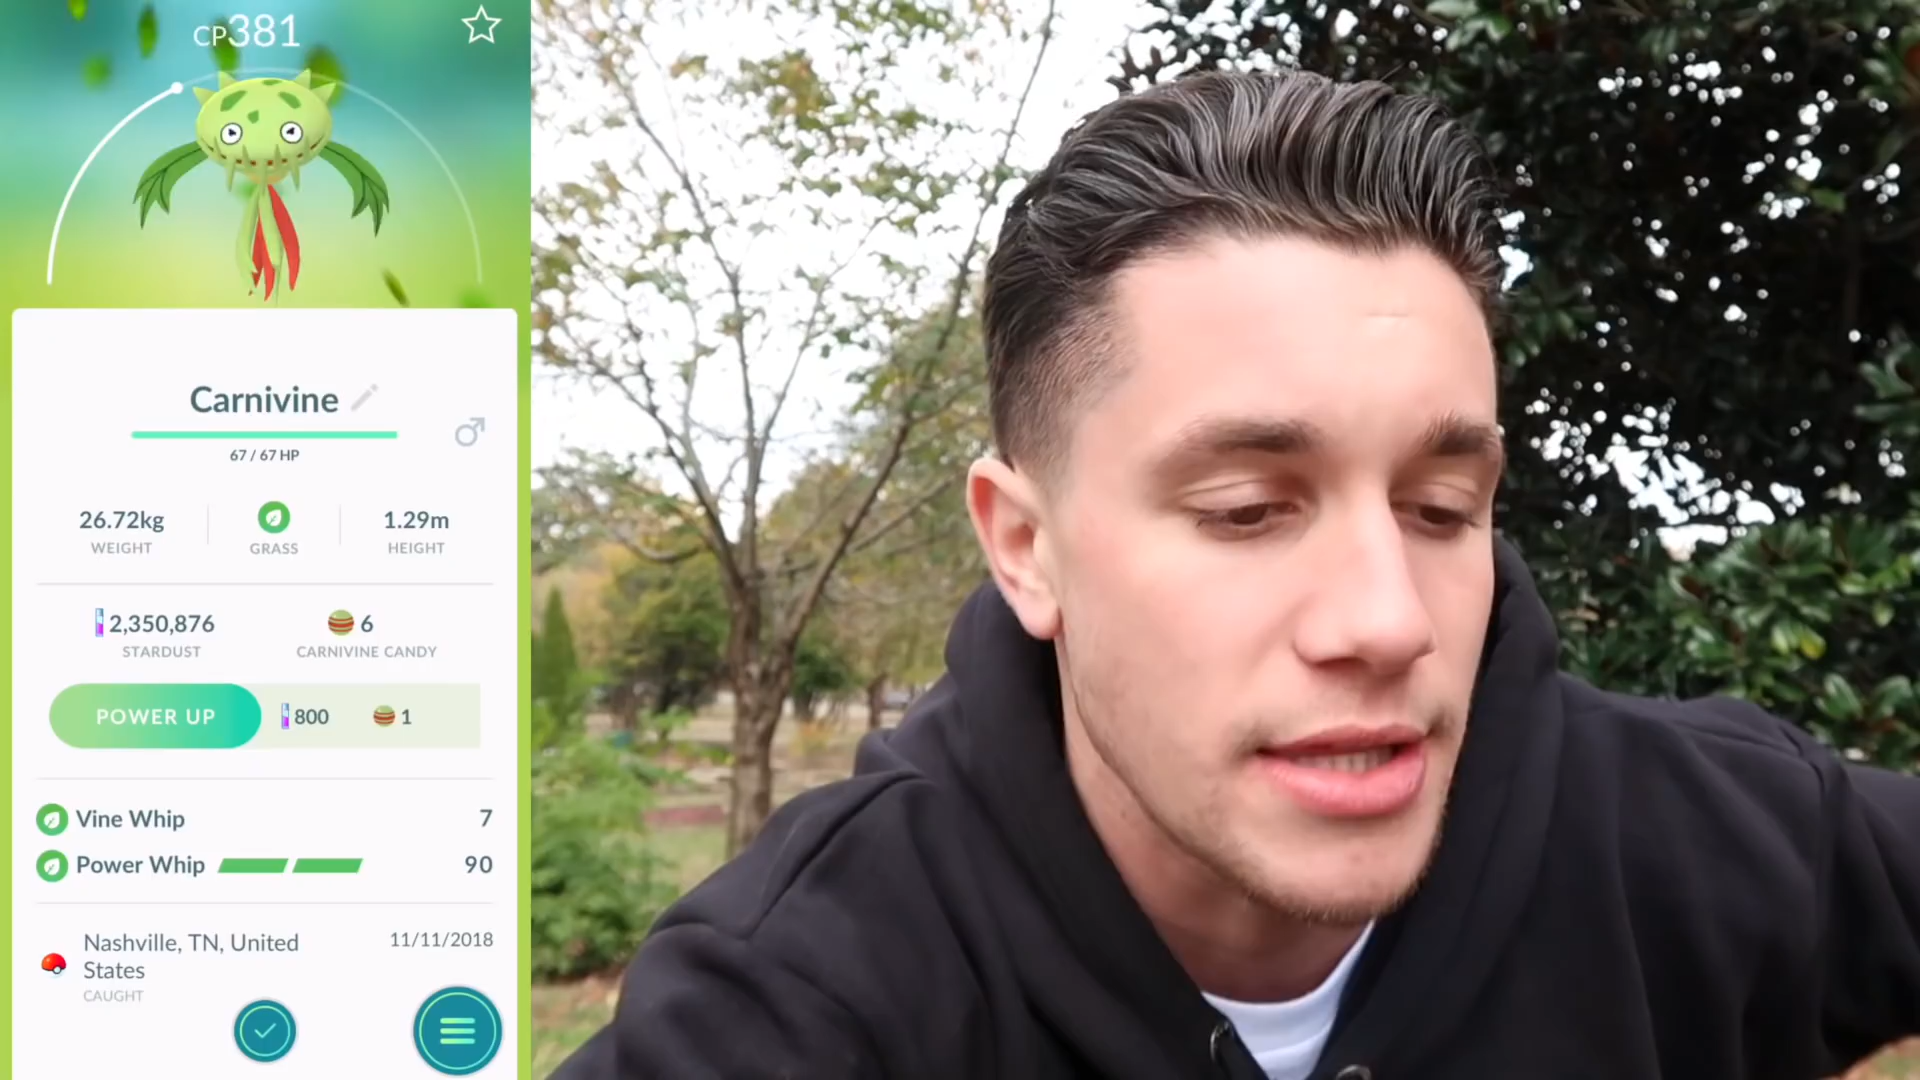 CP381
Carnivine
67 / 67 HP
26.72kg
WEIGHT
GRASS
1.29m
HEIGHT
2,350,876
STARDUST
6
CARNIVINE CANDY
POWER UP
800
1
Vine Whip 7
Power Whip 90
Nashville, TN, United
States
11/11/2018
CAUGHT